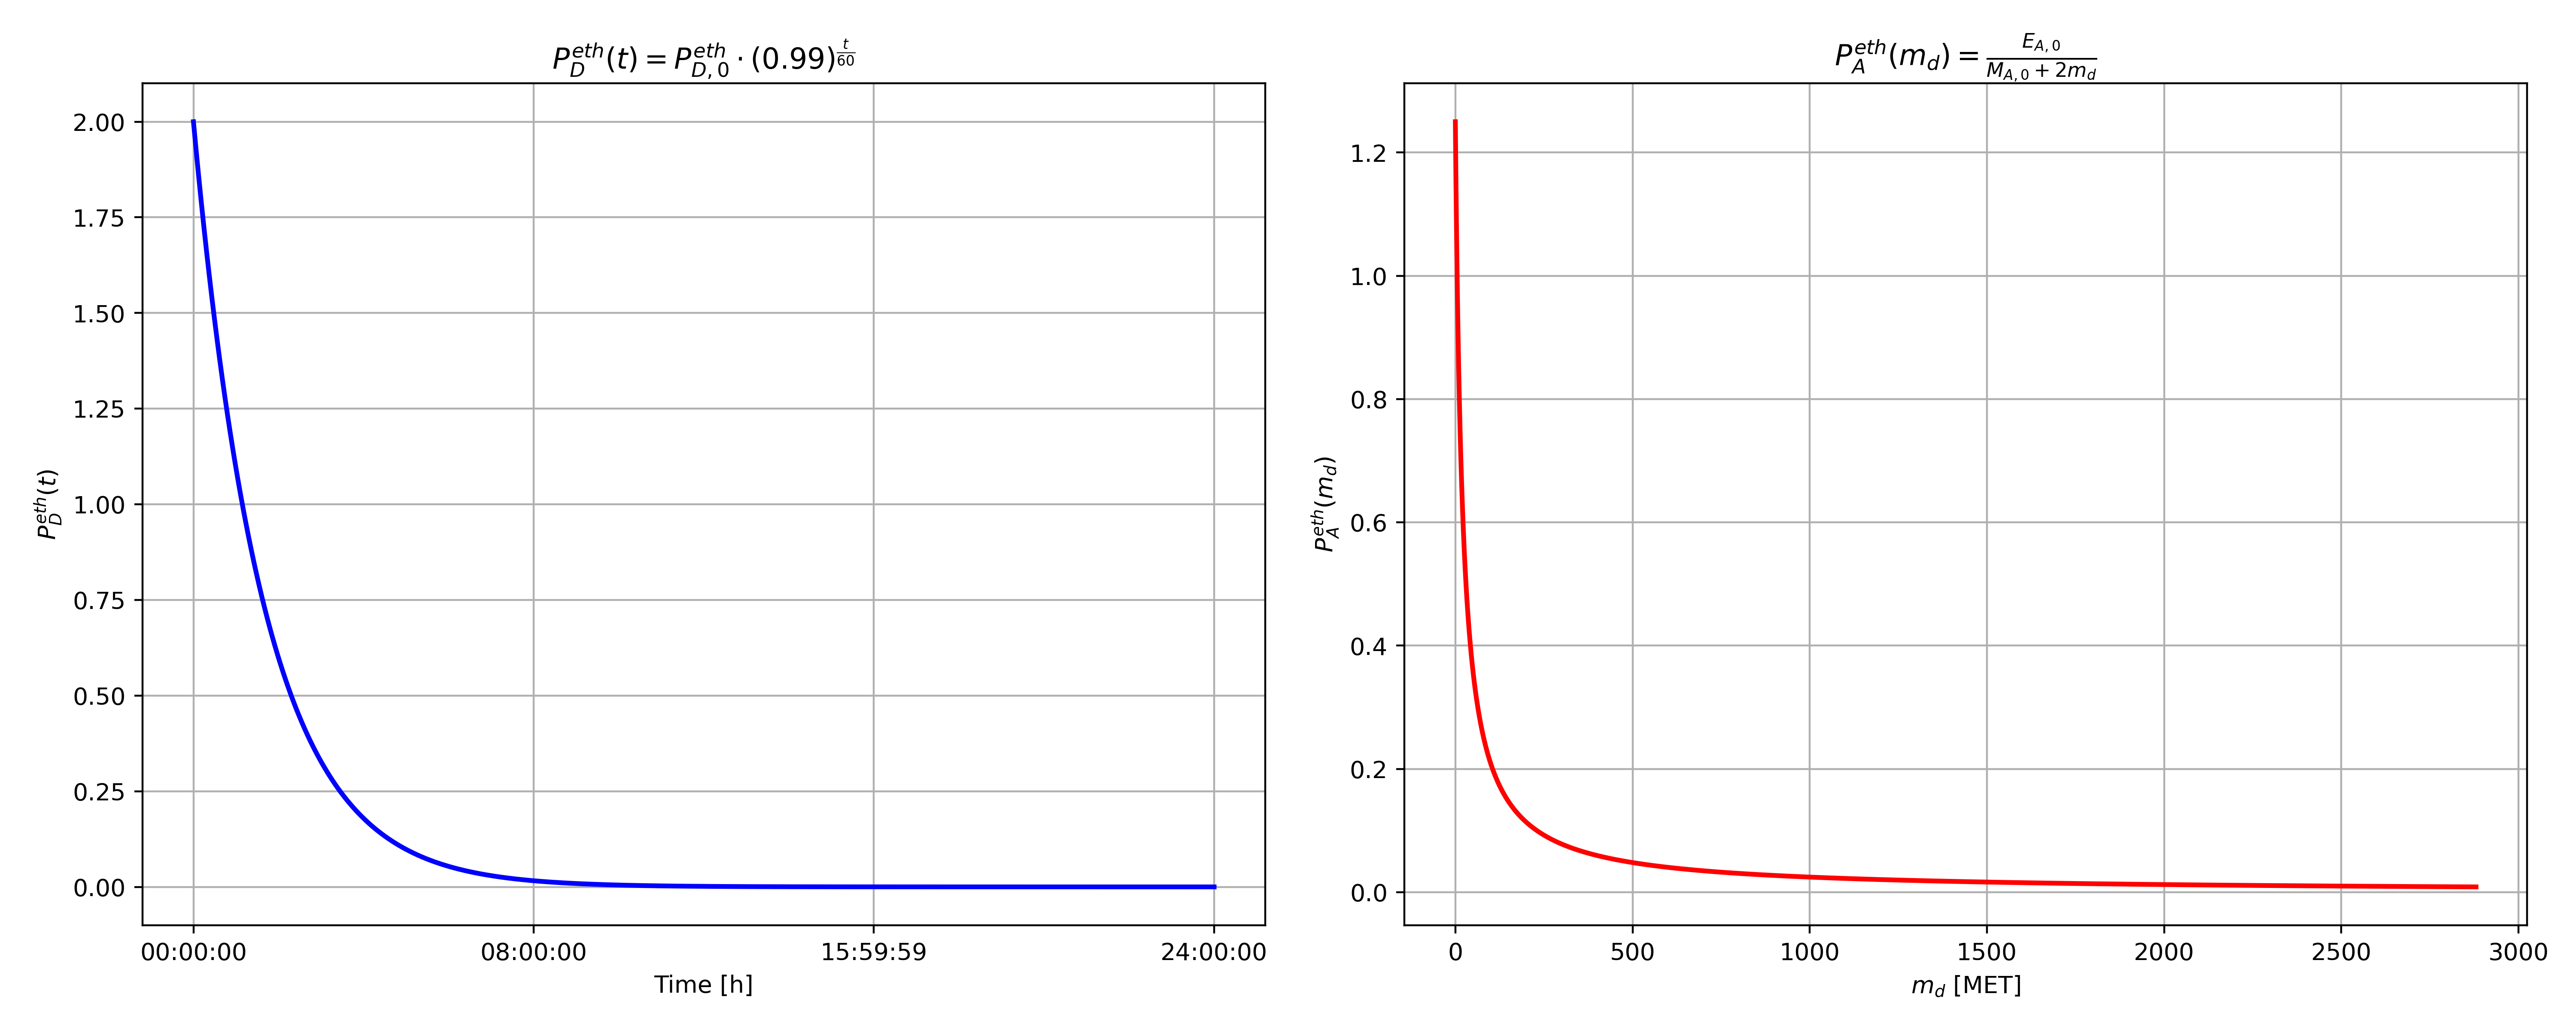 P_D^{eth}(t) = P_{D,0}^{eth} · (0.99)^{\frac{t}{60}}
P_D^{eth}(t)
2.00
1.75
1.50
1.25
1.00
0.75
0.50
0.25
0.00
00:00:00 08:00:00 15:59:59 24:00:00
Time [h]
P_A^{eth}(m_d) = \frac{E_{A,0}}{M_{A,0} + 2m_d}
P_A^{eth}(m_d)
1.2
1.0
0.8
0.6
0.4
0.2
0.0
0 500 1000 1500 2000 2500 3000
m_d [MET]